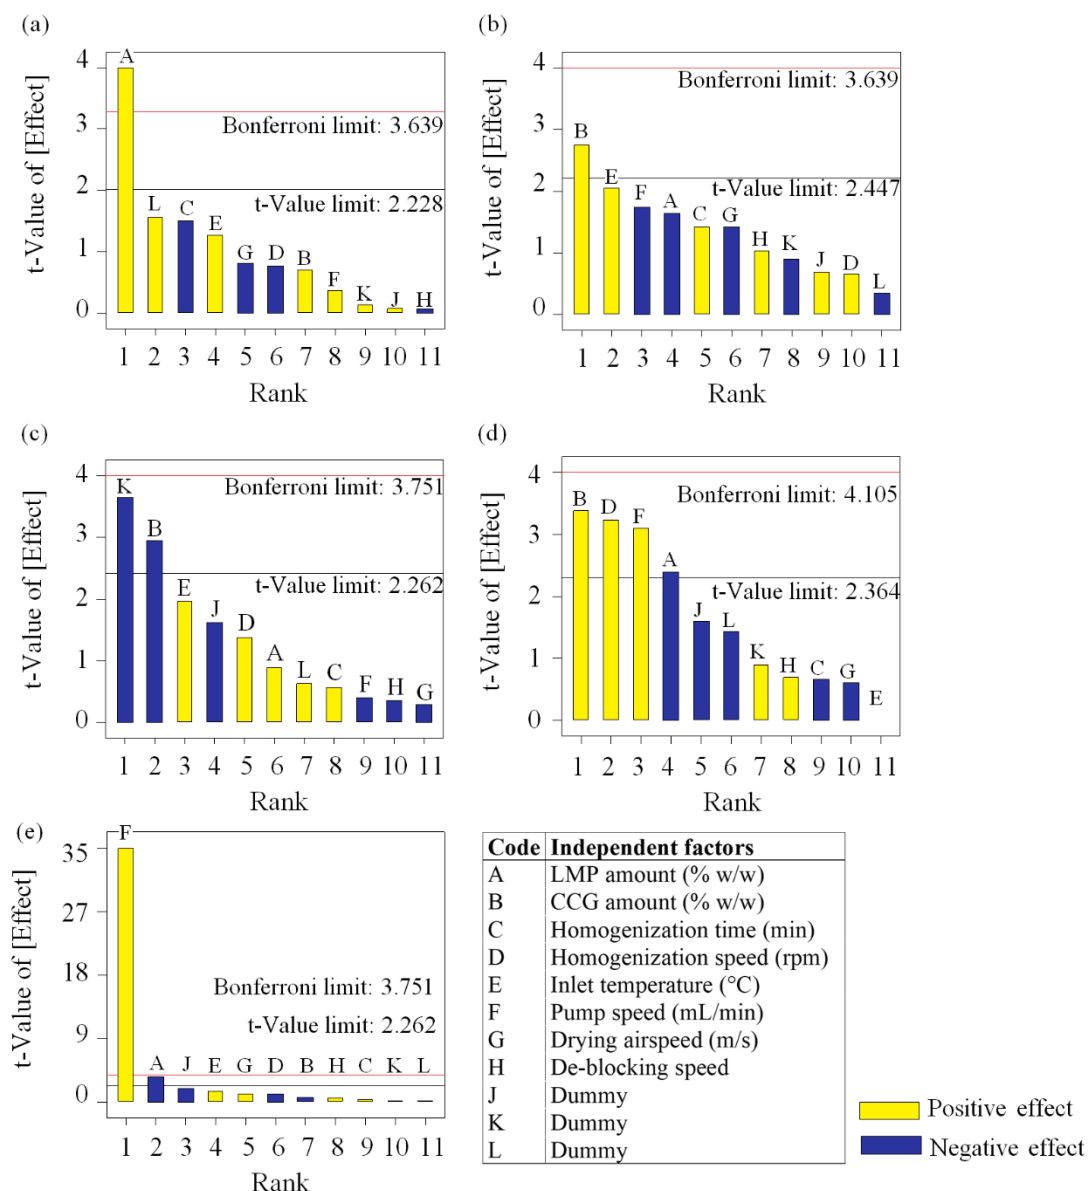 (a)
t-Value of [Effect]
4
3
2
1
0
Bonferroni limit: 3.639
t-Value limit: 2.228
A
L
C
E
G
D
B
F
K
J
H
1 2 3 4 5 6 7 8 9 10 11
Rank
(b)
t-Value of [Effect]
4
3
2
1
0
Bonferroni limit: 3.639
t-Value limit: 2.447
B
E
F
A
C
G
H
K
J
D
L
1 2 3 4 5 6 7 8 9 10 11
Rank
(c)
t-Value of [Effect]
4
3
2
1
0
Bonferroni limit: 3.751
t-Value limit: 2.262
K
B
E
J
D
A
L
C
F
H
G
1 2 3 4 5 6 7 8 9 10 11
Rank
(d)
t-Value of [Effect]
4
3
2
1
0
Bonferroni limit: 4.105
t-Value limit: 2.364
B
D
F
A
J
L
K
H
C
G
E
1 2 3 4 5 6 7 8 9 10 11
Rank
(e)
t-Value of [Effect]
35
27
18
9
0
Bonferroni limit: 3.751
t-Value limit: 2.262
F
A J E G D B H C K L
1 2 3 4 5 6 7 8 9 10 11
Rank
Code Independent factors
A LMP amount (% w/w)
B CCG amount (% w/w)
C Homogenization time (min)
D Homogenization speed (rpm)
E Inlet temperature (°C)
F Pump speed (mL/min)
G Drying airspeed (m/s)
H De-blocking speed
J Dummy
K Dummy
L Dummy
Positive effect
Negative effect